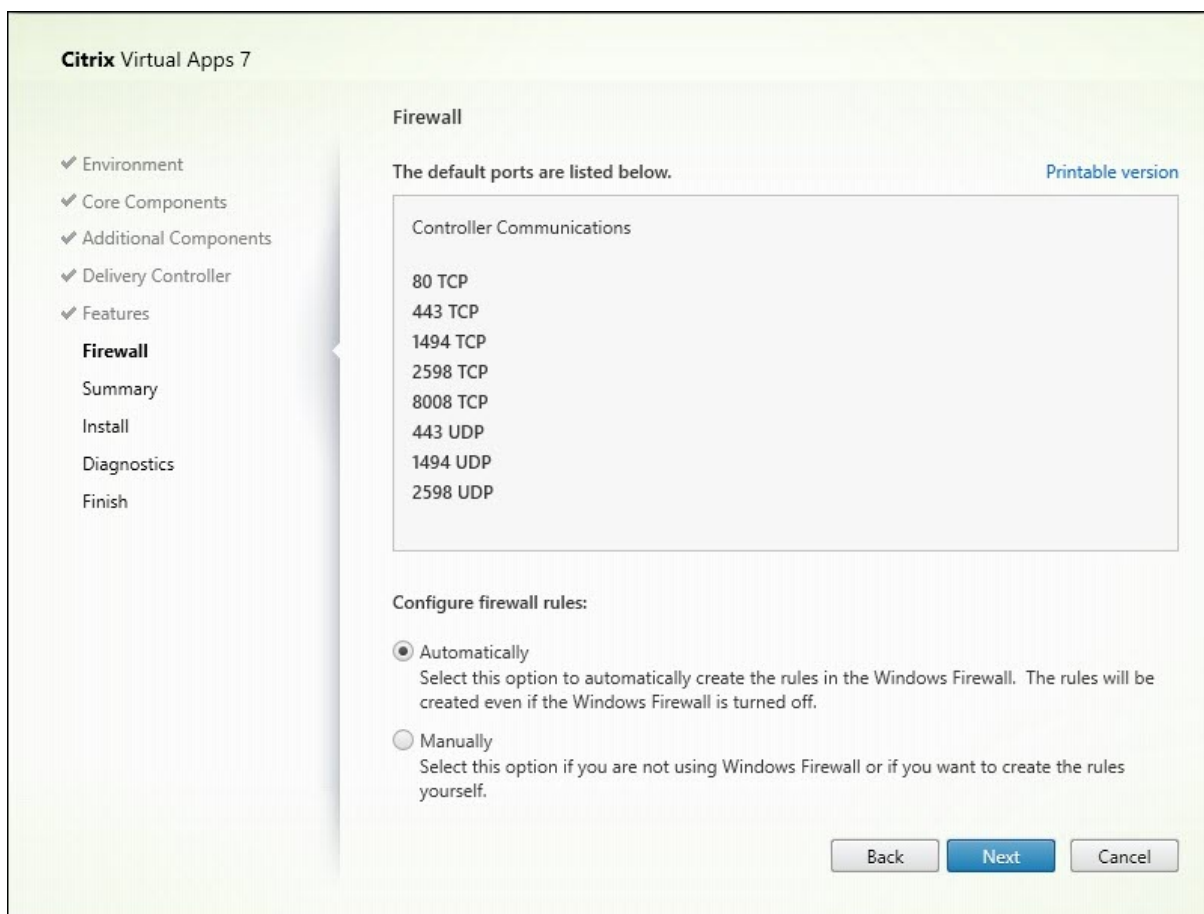 Citrix Virtual Apps 7
Environment
Core Components
Additional Components
Delivery Controller
Features
Firewall
Summary
Install
Diagnostics
Finish
Firewall
The default ports are listed below.
Printable version
Controller Communications
80 TCP
443 TCP
1494 TCP
2598 TCP
8008 TCP
443 UDP
1494 UDP
2598 UDP
Configure firewall rules:
Automatically
Select this option to automatically create the rules in the Windows Firewall. The rules will be
created even if the Windows Firewall is turned off.
Manually
Select this option if you are not using Windows Firewall or if you want to create the rules
yourself.
Back
Next
Cancel